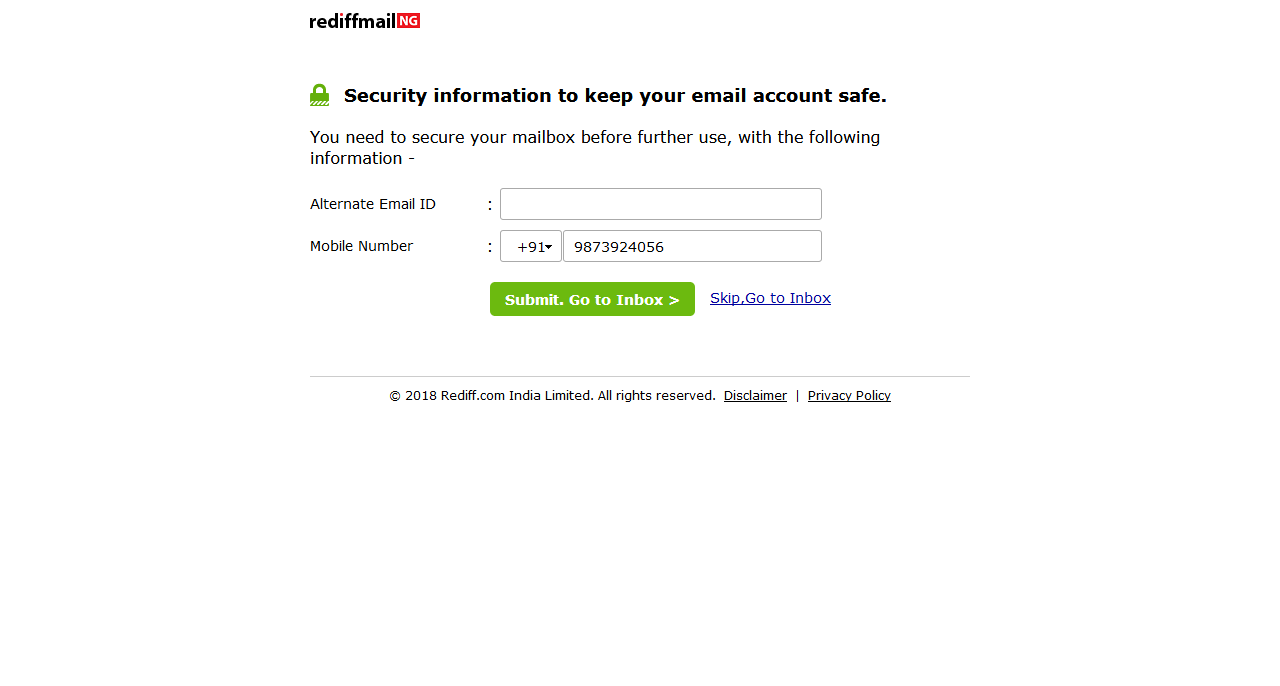 rediffmail NG
Security information to keep your email account safe.
You need to secure your mailbox before further use, with the following
information -
Alternate Email ID :
Mobile Number : +91 9873924056
Submit. Go to Inbox > Skip,Go to Inbox
© 2018 Rediff.com India Limited. All rights reserved. Disclaimer | Privacy Policy